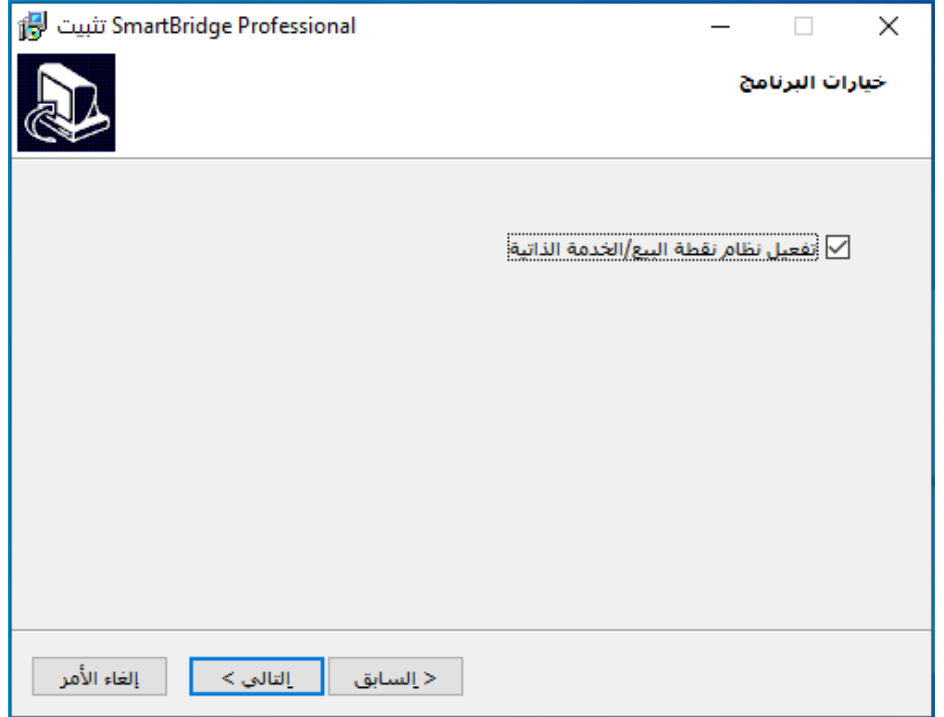 تثبيت SmartBridge Professional
خيارات البرنامج
تفعيل نظام نقطة البيع/الخدمة الذاتية
< السابق
التالي >
إلغاء الأمر